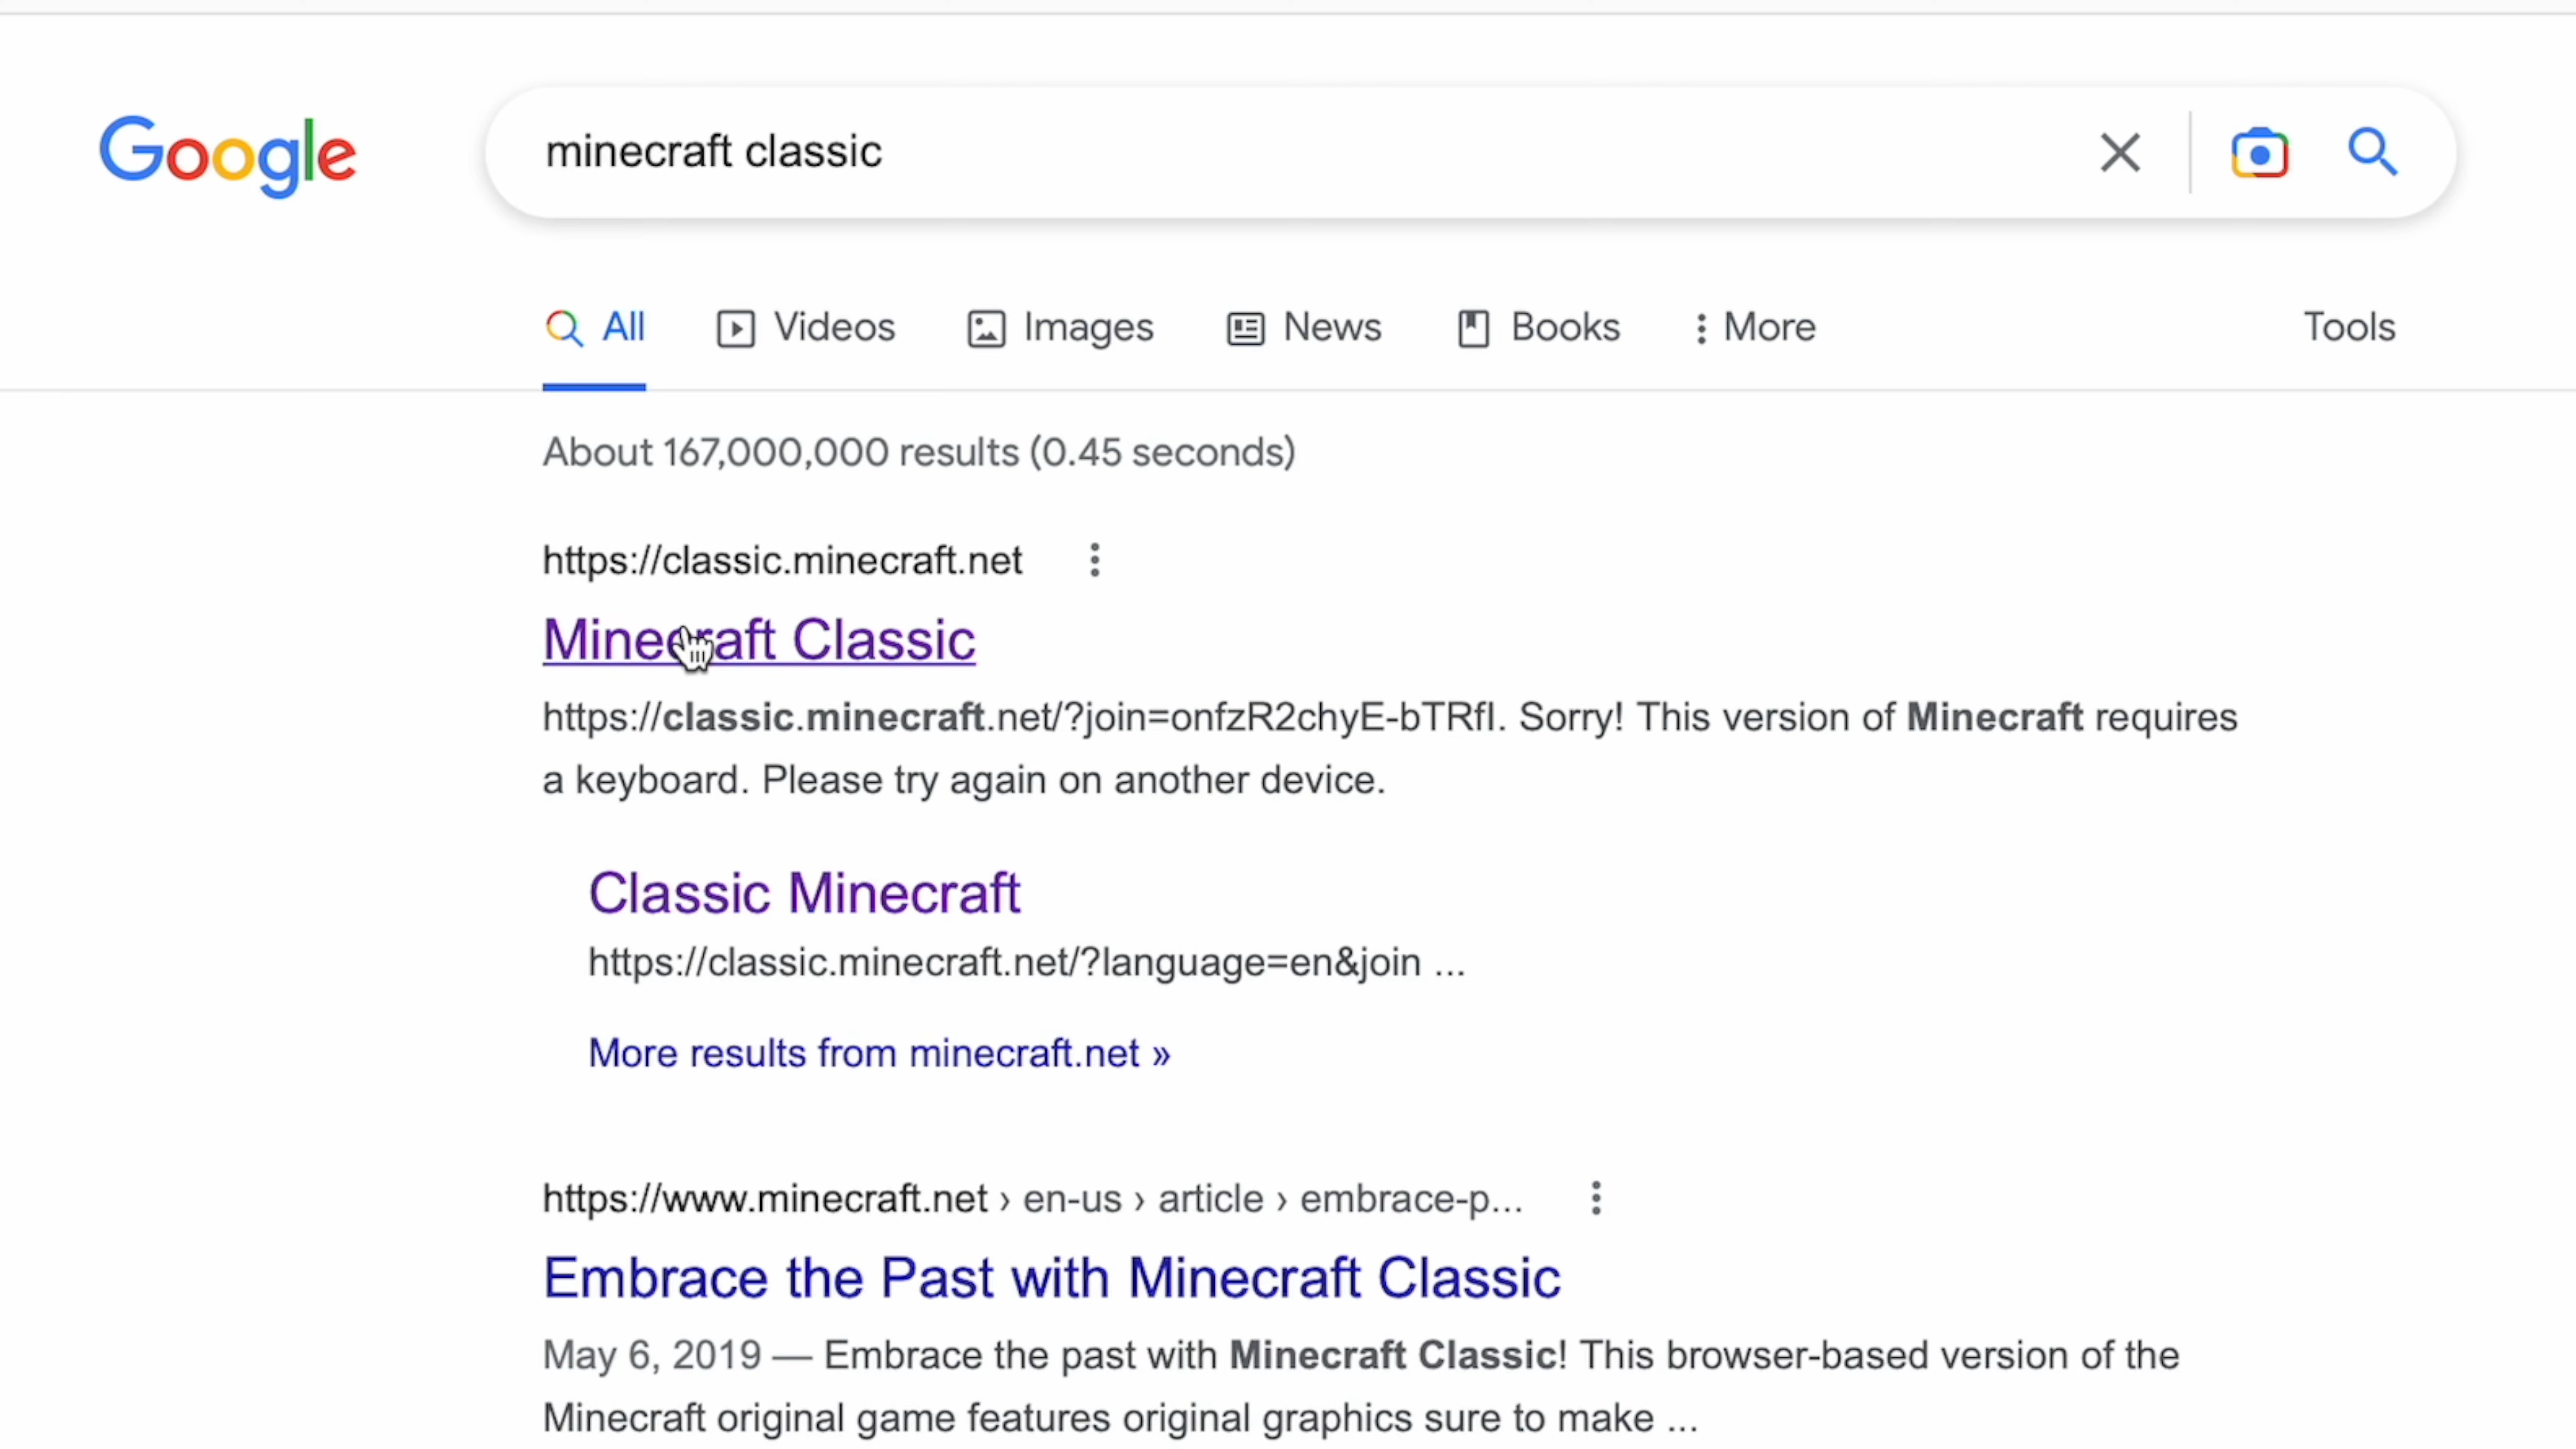 Google
minecraft classic
All Videos Images News Books More Tools
About 167,000,000 results (0.45 seconds)
https://classic.minecraft.net
Minecraft Classic
https://classic.minecraft.net/?join=onfzR2chyE-bTRfI. Sorry! This version of Minecraft requires
a keyboard. Please try again on another device.
Classic Minecraft
https://classic.minecraft.net/?language=en&join ...
More results from minecraft.net »
https://www.minecraft.net › en-us › article › embrace-p...
Embrace the Past with Minecraft Classic
May 6, 2019 — Embrace the past with Minecraft Classic! This browser-based version of the
Minecraft original game features original graphics sure to make ...